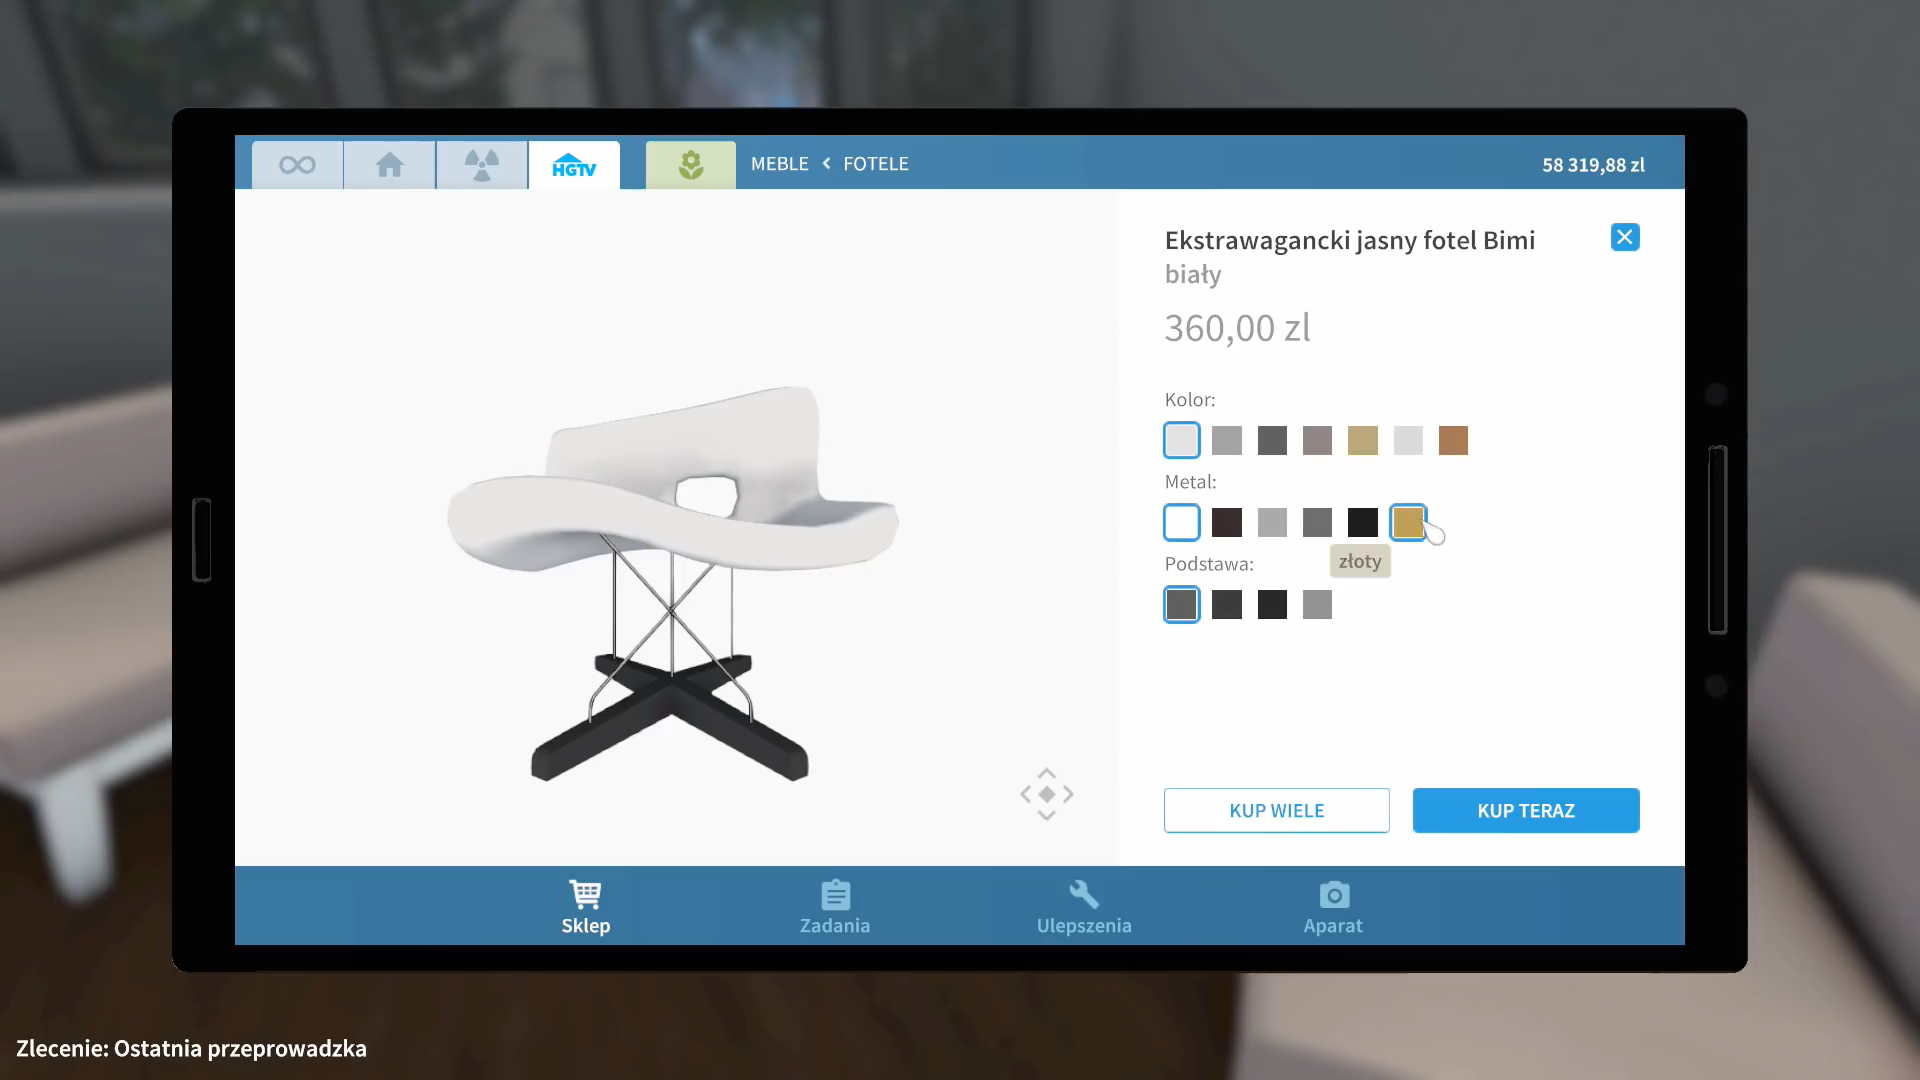 HGTV
MEBLE < FOTELE
58 319,88 zl
Ekstrawagancki jasny fotel Bimi
biały
360,00 zl
Kolor:
Metal:
złoty
Podstawa:
KUP WIELE
KUP TERAZ
Sklep
Zadania
Ulepszenia
Aparat
Zlecenie: Ostatnia przeprowadzka